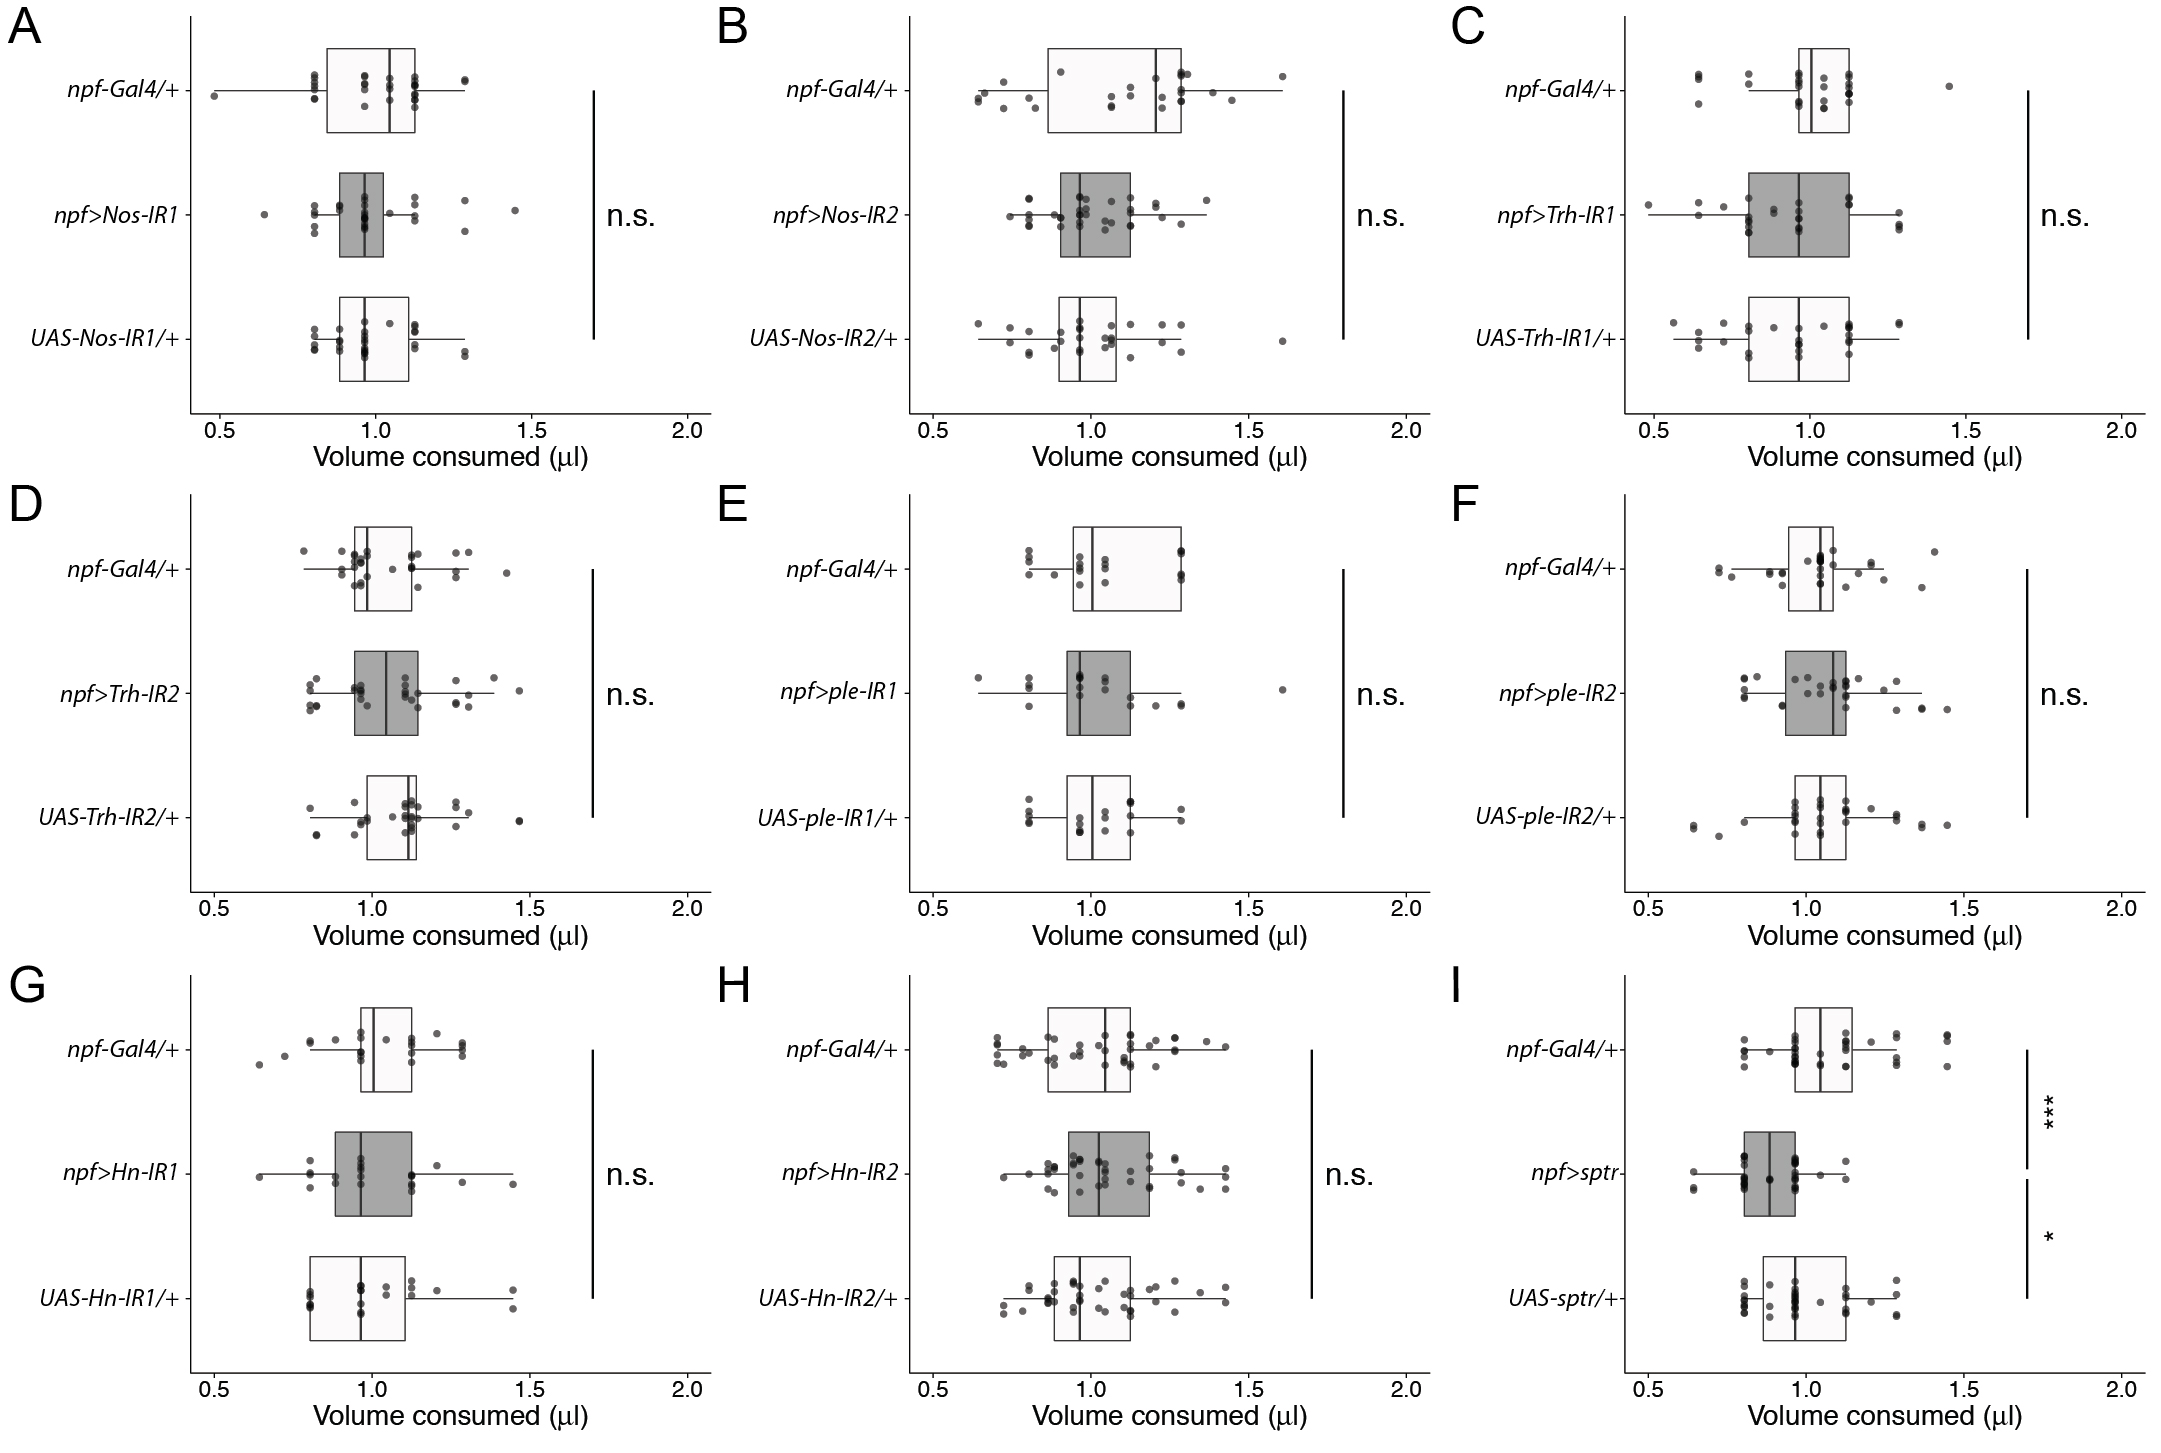 A
npf-Gal4/+
npf>Nos-IR1
n.s.
UAS-Nos-IR1/+
0.5 1.0 1.5 2.0
Volume consumed (µl)
B
npf-Gal4/+
npf>Nos-IR2
n.s.
UAS-Nos-IR2/+
0.5 1.0 1.5 2.0
Volume consumed (µl)
C
npf-Gal4/+
npf>Trh-IR1
n.s.
UAS-Trh-IR1/+
0.5 1.0 1.5 2.0
Volume consumed (µl)
D
npf-Gal4/+
npf>Trh-IR2
n.s.
UAS-Trh-IR2/+
0.5 1.0 1.5 2.0
Volume consumed (µl)
E
npf-Gal4/+
npf>ple-IR1
n.s.
UAS-ple-IR1/+
0.5 1.0 1.5 2.0
Volume consumed (µl)
F
npf-Gal4/+
npf>ple-IR2
n.s.
UAS-ple-IR2/+
0.5 1.0 1.5 2.0
Volume consumed (µl)
G
npf-Gal4/+
npf>Hn-IR1
n.s.
UAS-Hn-IR1/+
0.5 1.0 1.5 2.0
Volume consumed (µl)
H
npf-Gal4/+
npf>Hn-IR2
n.s.
UAS-Hn-IR2/+
0.5 1.0 1.5 2.0
Volume consumed (µl)
I
npf-Gal4/+
****
npf>sptr
*
UAS-sptr/+
0.5 1.0 1.5 2.0
Volume consumed (µl)